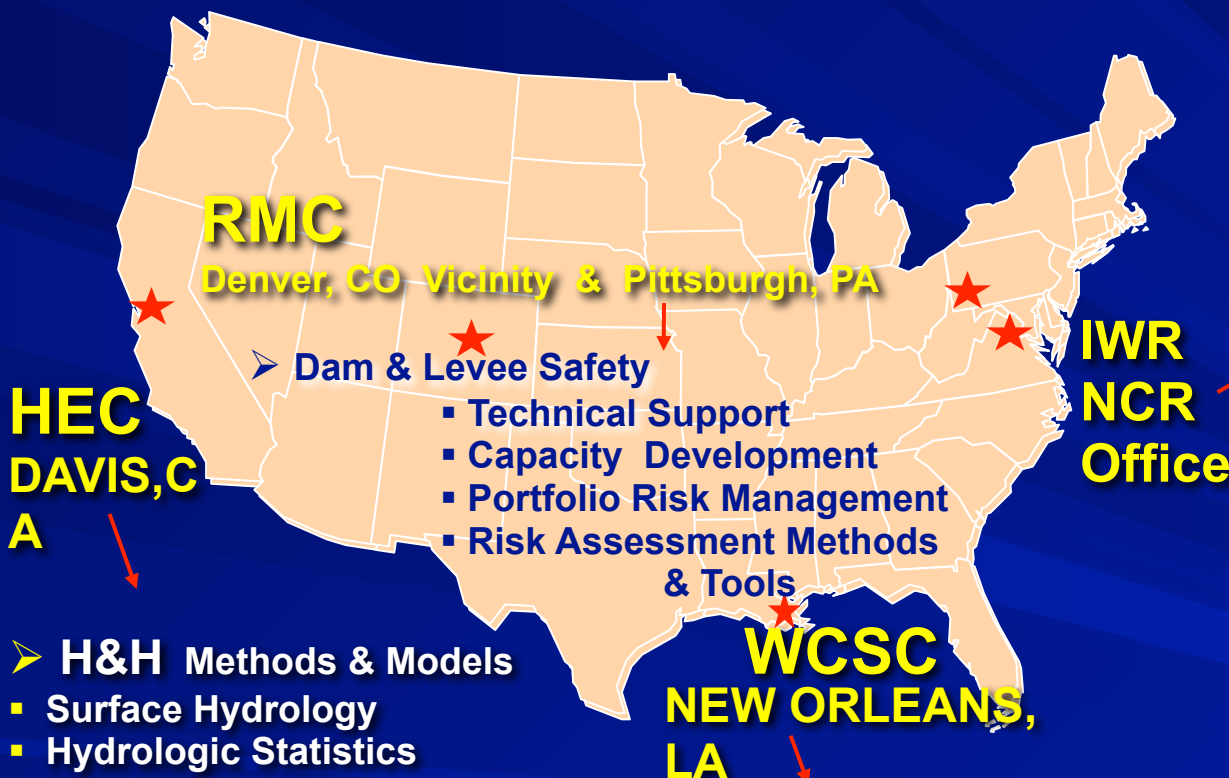 RMC
Denver, CO Vicinity & Pittsburgh, PA
➢ Dam & Levee Safety
▪ Technical Support
▪ Capacity Development
▪ Portfolio Risk Management
▪ Risk Assessment Methods
& Tools
IWR
NCR
Office
HEC
DAVIS,C
A
➢ H&H Methods & Models
▪ Surface Hydrology
▪ Hydrologic Statistics
WCSC
NEW ORLEANS,
LA